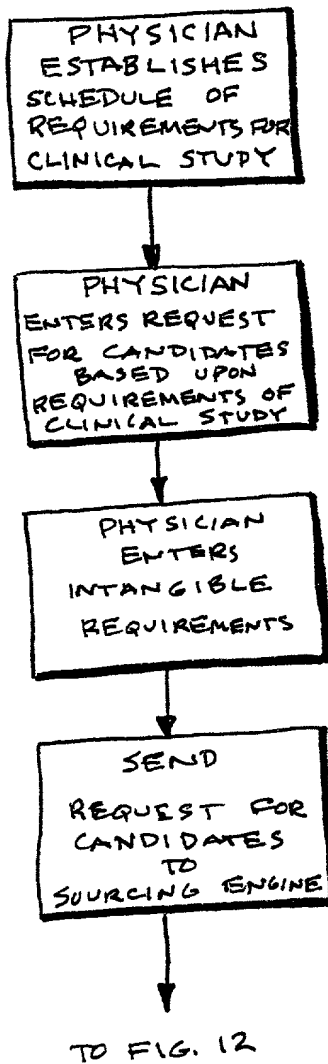 PHYSICIAN
ESTABLISHES
SCHEDULE OF
REQUIREMENTS FOR
CLINICAL STUDY
PHYSICIAN
ENTERS REQUEST
FOR CANDIDATES
BASED UPON
REQUIREMENTS OF
CLINICAL STUDY
PHYSICIAN
ENTERS
INTANGIBLE
REQUIREMENTS
SEND
REQUEST FOR
CANDIDATES
TO
SOURCING ENGINE
TO FIG. 12